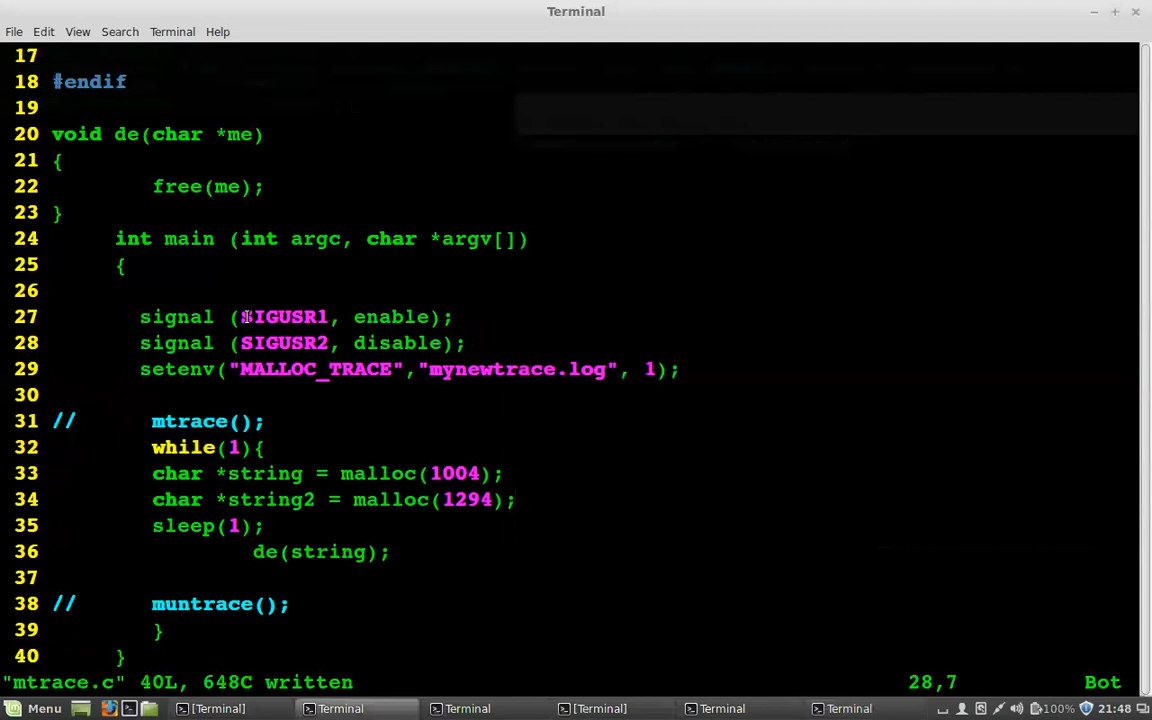 Terminal
File Edit View Search Terminal Help
17
18 #endif
19
20 void de(char *me)
21 {
22 free(me);
23 }
24 int main (int argc, char *argv[])
25 {
26
27 signal (SIGUSR1, enable);
28 signal (SIGUSR2, disable);
29 setenv("MALLOC_TRACE","mynewtrace.log", 1);
30
31 // mtrace();
32 while(1){
33 char *string = malloc(1004);
34 char *string2 = malloc(1294);
35 sleep(1);
36 de(string);
37
38 // muntrace();
39 }
40 }
"mtrace.c" 40L, 648C written 28,7 Bot
Menu [Terminal] Terminal Terminal [Terminal] Terminal Terminal 100% 21:48